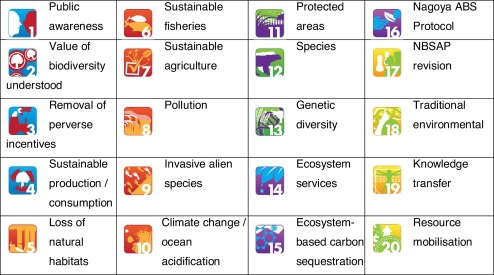 1 Public awareness
6 Sustainable fisheries
11 Protected areas
16 Nagoya ABS Protocol
2 Value of biodiversity understood
7 Sustainable agriculture
12 Species
17 NBSAP revision
3 Removal of perverse incentives
8 Pollution
13 Genetic diversity
18 Traditional environmental
4 Sustainable production / consumption
9 Invasive alien species
14 Ecosystem services
19 Knowledge transfer
5 Loss of natural habitats
10 Climate change / ocean acidification
15 Ecosystem-based carbon sequestration
20 Resource mobilisation